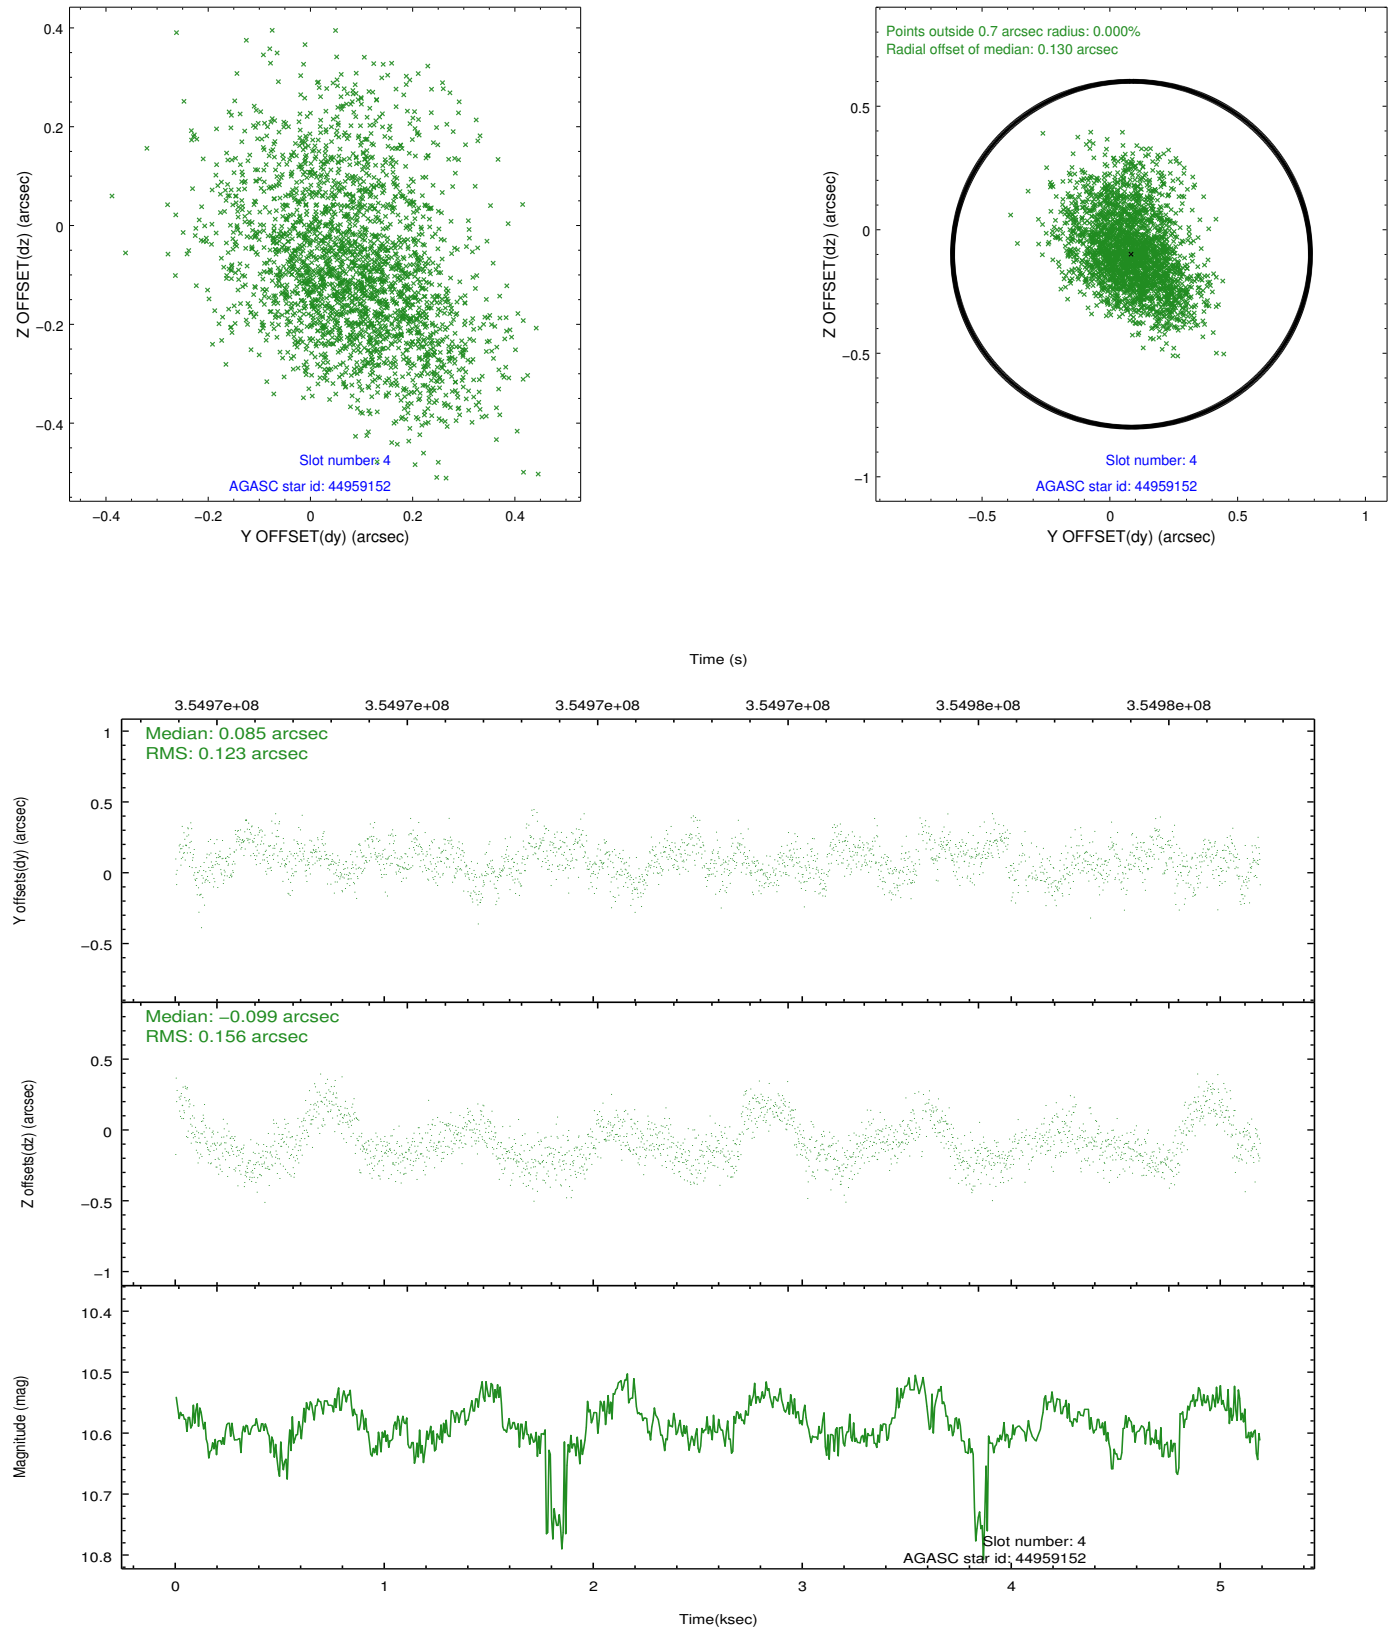 0.4
0.2
0
−0.2
−0.4
Z OFFSET(dz) (arcsec)
Slot number: 4
AGASC star id: 44959152
−0.4
−0.2
0
0.2
0.4
Y OFFSET(dy) (arcsec)
Points outside 0.7 arcsec radius: 0.000%
Radial offset of median: 0.130 arcsec
0.5
0
−0.5
−1
Z OFFSET(dz) (arcsec)
Slot number: 4
AGASC star id: 44959152
−0.5
0
0.5
1
Y OFFSET(dy) (arcsec)
Time (s)
3.5497e+08
3.5497e+08
3.5497e+08
3.5497e+08
3.5498e+08
3.5498e+08
Median: 0.085 arcsec
RMS: 0.123 arcsec
1
0.5
0
−0.5
Y offsets(dy) (arcsec)
Median: −0.099 arcsec
RMS: 0.156 arcsec
0.5
0
−0.5
−1
Z offsets(dz) (arcsec)
10.4
10.5
10.6
10.7
10.8
Magnitude (mag)
Slot number: 4
AGASC star id: 44959152
0
1
2
3
4
5
Time(ksec)